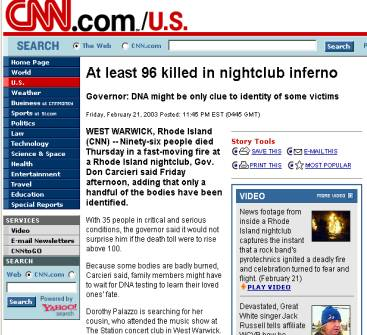 CNN.com./U.S.
SEARCH The Web CNN.com Search
Home Page
World
U.S.
Weather
Business at CNNMONEY
Sports at SI.com
Politics
Law
Technology
Science & Space
Health
Entertainment
Travel
Education
Special Reports
SERVICES
Video
E-mail Newsletters
CNNtoGO
SEARCH
Web CNN.com
Search Powered by
YAHOO!
search
At least 96 killed in nightclub inferno
Governor: DNA might be only clue to identity of some victims
Friday, February 21, 2003 Posted: 11:45 PM EST (0445 GMT)
WEST WARWICK, Rhode Island
(CNN) -- Ninety-six people died
Thursday in a fast-moving fire at
a Rhode Island nightclub, Gov.
Don Carcieri said Friday
afternoon, adding that only a
handful of the bodies have been
identified.
With 35 people in critical and serious
conditions, the governor said it would not
surprise him if the death toll were to rise
above 100.
Because some bodies are badly burned,
Carcieri said, family members might have
to wait for DNA testing to learn their loved
ones' fate.
Dorothy Palazzo is searching for her
cousin, who attended the music show at
The Station concert club in West Warwick.
Story Tools
SAVE THIS E-MAIL THIS
PRINT THIS MOST POPULAR
VIDEO MORE VIDEO
News footage from
inside a Rhode
Island nightclub
captures the instant
that a rock band's
pyrotechnics ignited a deadly fire
and celebration turned to fear and
flight. (February 21)
PLAY VIDEO
Devastated, Great
White singer Jack
Russell tells affiliate